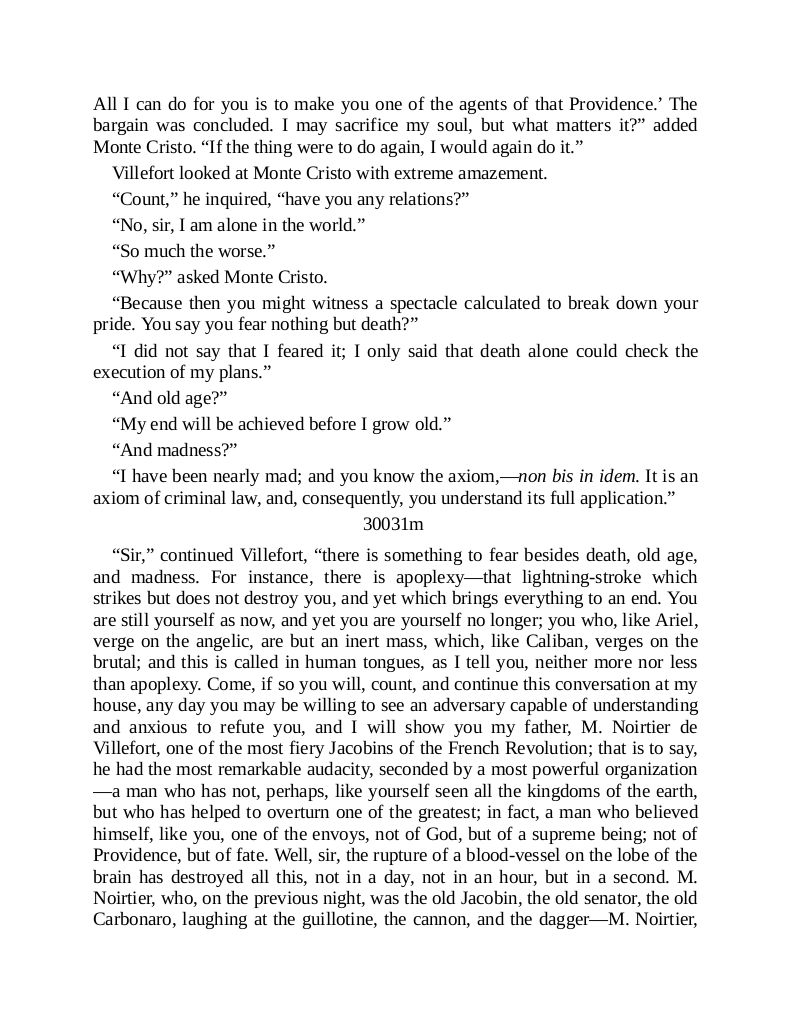 All I can do for you is to make you one of the agents of that Providence.’ The
bargain was concluded. I may sacrifice my soul, but what matters it?” added
Monte Cristo. “If the thing were to do again, I would again do it.”
Villefort looked at Monte Cristo with extreme amazement.
“Count,” he inquired, “have you any relations?”
“No, sir, I am alone in the world.”
“So much the worse.”
“Why?” asked Monte Cristo.
“Because then you might witness a spectacle calculated to break down your
pride. You say you fear nothing but death?”
“I did not say that I feared it; I only said that death alone could check the
execution of my plans.”
“And old age?”
“My end will be achieved before I grow old.”
“And madness?”
“I have been nearly mad; and you know the axiom,—non bis in idem. It is an
axiom of criminal law, and, consequently, you understand its full application.”
30031m
“Sir,” continued Villefort, “there is something to fear besides death, old age,
and madness. For instance, there is apoplexy—that lightning-stroke which
strikes but does not destroy you, and yet which brings everything to an end. You
are still yourself as now, and yet you are yourself no longer; you who, like Ariel,
verge on the angelic, are but an inert mass, which, like Caliban, verges on the
brutal; and this is called in human tongues, as I tell you, neither more nor less
than apoplexy. Come, if so you will, count, and continue this conversation at my
house, any day you may be willing to see an adversary capable of understanding
and anxious to refute you, and I will show you my father, M. Noirtier de
Villefort, one of the most fiery Jacobins of the French Revolution; that is to say,
he had the most remarkable audacity, seconded by a most powerful organization
—a man who has not, perhaps, like yourself seen all the kingdoms of the earth,
but who has helped to overturn one of the greatest; in fact, a man who believed
himself, like you, one of the envoys, not of God, but of a supreme being; not of
Providence, but of fate. Well, sir, the rupture of a blood-vessel on the lobe of the
brain has destroyed all this, not in a day, not in an hour, but in a second. M.
Noirtier, who, on the previous night, was the old Jacobin, the old senator, the old
Carbonaro, laughing at the guillotine, the cannon, and the dagger—M. Noirtier,